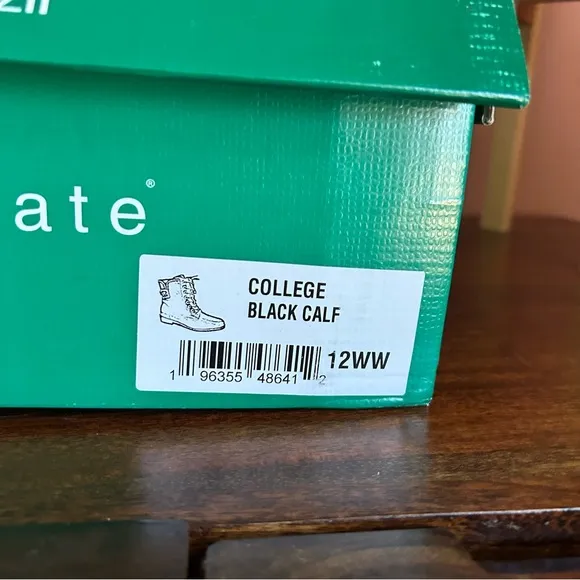 ate®
COLLEGE
BLACK CALF
12WW
1 96355 48641 2